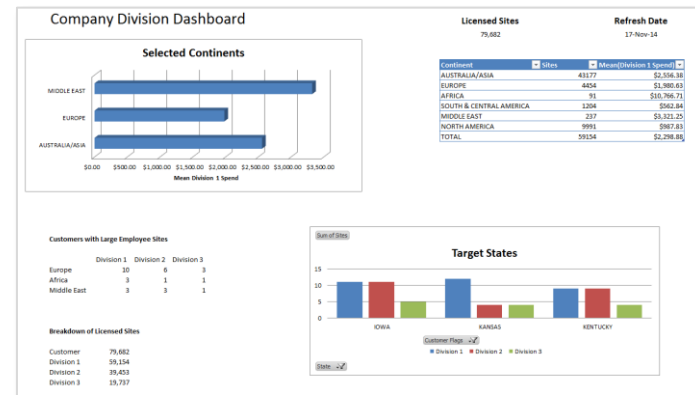 Company Division Dashboard
Licensed Sites Refresh Date
79,682 17-Nov-14
Selected Continents
MIDDLE EAST
EUROPE
AUSTRALIA/ASIA
$0.00 $500.00 $1,000.00 $1,500.00 $2,000.00 $2,500.00 $3,000.00 $3,500.00
Mean Division 1 Spend
Continent Sites Mean(Division 1 Spend)
AUSTRALIA/ASIA 43177 $2,556.38
EUROPE 4454 $1,980.63
AFRICA 91 $10,766.71
SOUTH & CENTRAL AMERICA 1204 $562.84
MIDDLE EAST 237 $3,321.25
NORTH AMERICA 9991 $987.83
TOTAL 59154 $2,298.88
Customers with Large Employee Sites
Division 1 Division 2 Division 3
Europe 10 6 3
Africa 3 1 1
Middle East 3 3 1
Breakdown of Licensed Sites
Customer 79,682
Division 1 59,154
Division 2 39,453
Division 3 19,737
Sum of Sites
Target States
15
10
5
0
IOWA KANSAS KENTUCKY
Customer Flags
Division 1 Division 2 Division 3
State